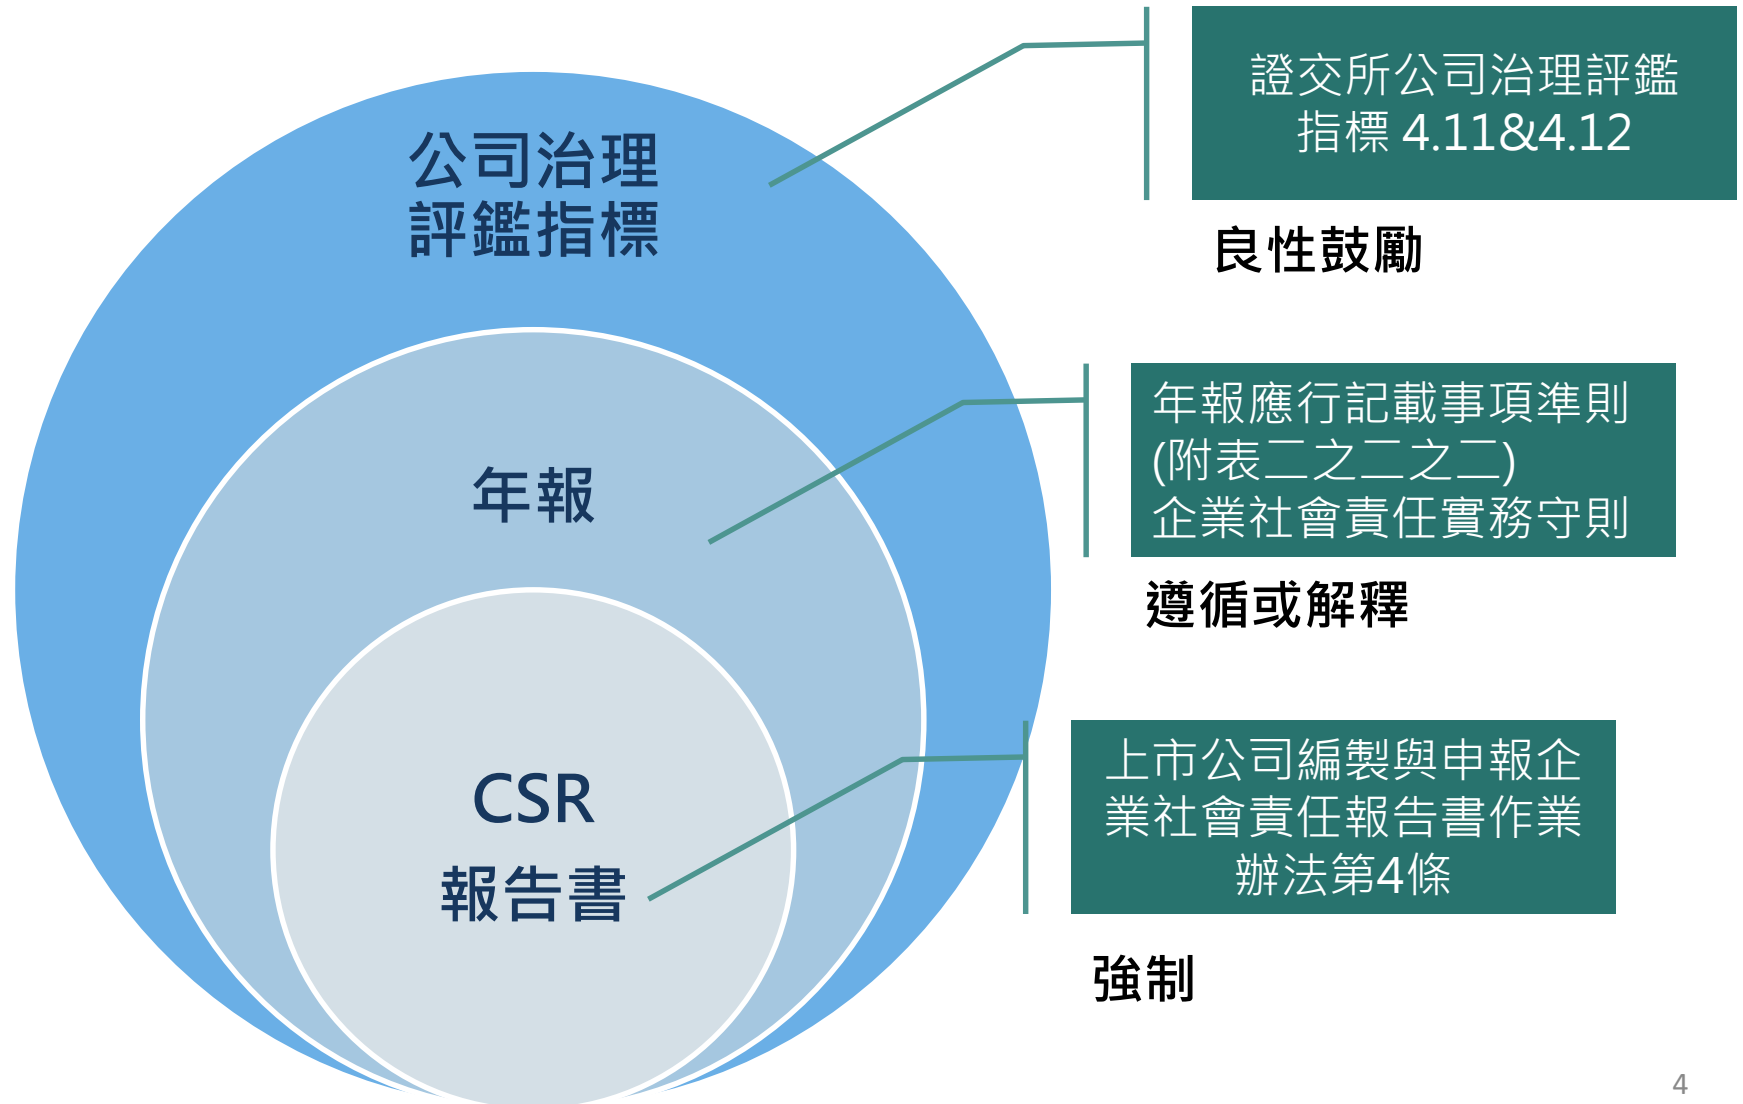 公司治理
評鑑指標
年報
CSR
報告書
證交所公司治理評鑑
指標 4.11&4.12
良性鼓勵
年報應行記載事項準則
(附表二之二之二)
企業社會責任實務守則
遵循或解釋
上市公司編製與申報企
業社會責任報告書作業
辦法第4條
強制
4